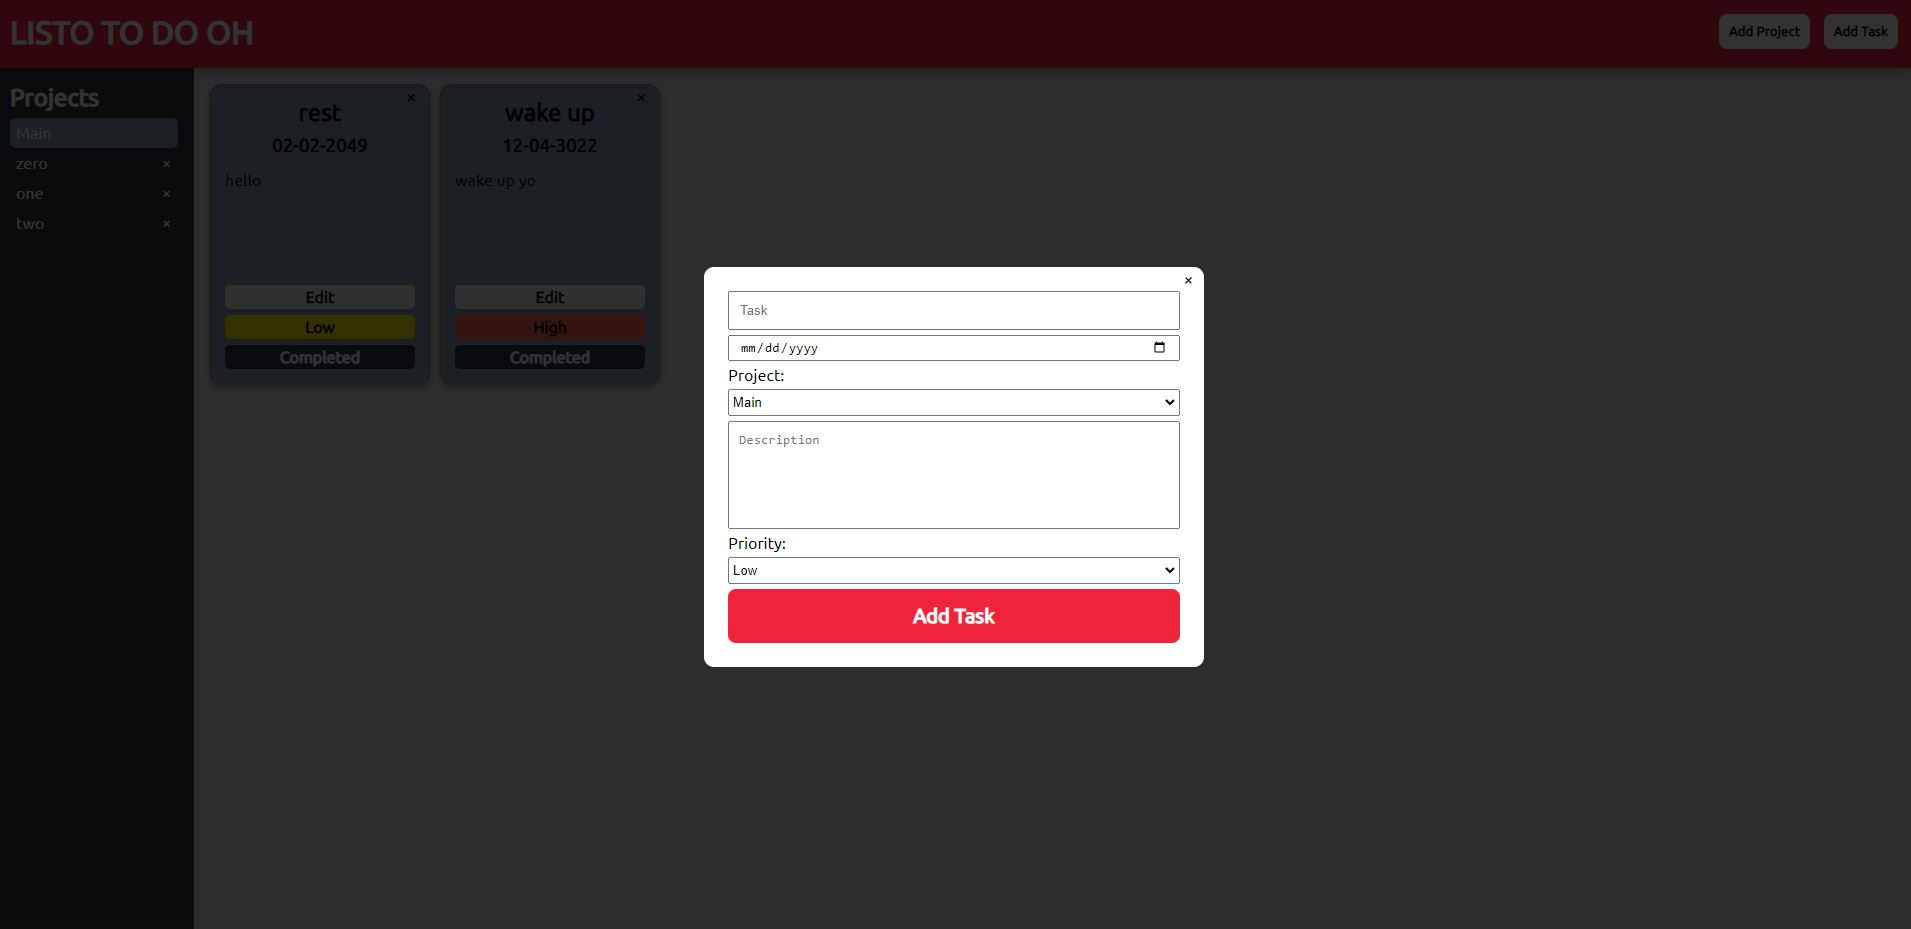 LISTO TO DO OH
Add Project Add Task
Projects
Main
zero ×
one ×
two ×
×
rest
02-02-2049
hello
Edit
Low
Completed
×
wake up
12-04-3022
wake up yo
Edit
High
Completed
×
Task
mm/dd/yyyy
Project:
Main
Description
Priority:
Low
Add Task